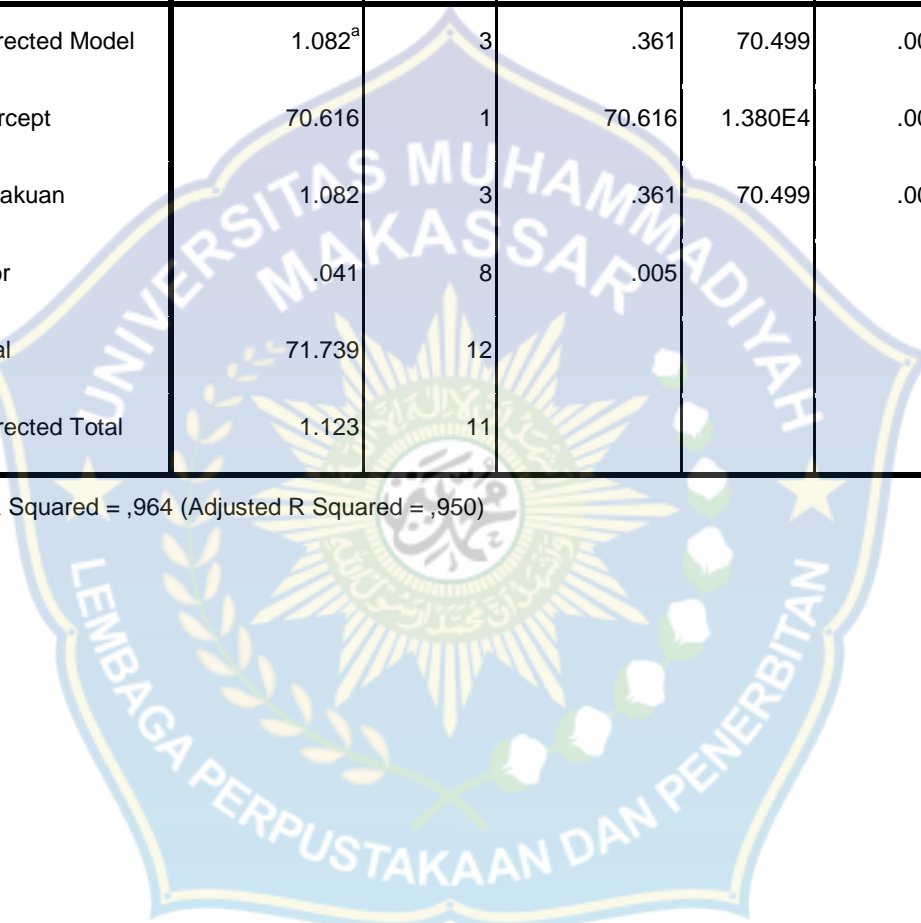 rected Model 1.082a 3 .361 70.499 .00
rcept 70.616 1 70.616 1.380E4 .00
akuan 1.082 3 .361 70.499 .00
or .041 8 .005
al 71.739 12
rected Total 1.123 11
Squared = ,964 (Adjusted R Squared = ,950)
UNIVERSITAS MUHAMMADIYAH
MAKASSAR
LEMBAGA PERPUSTAKAAN DAN PENERBITAN